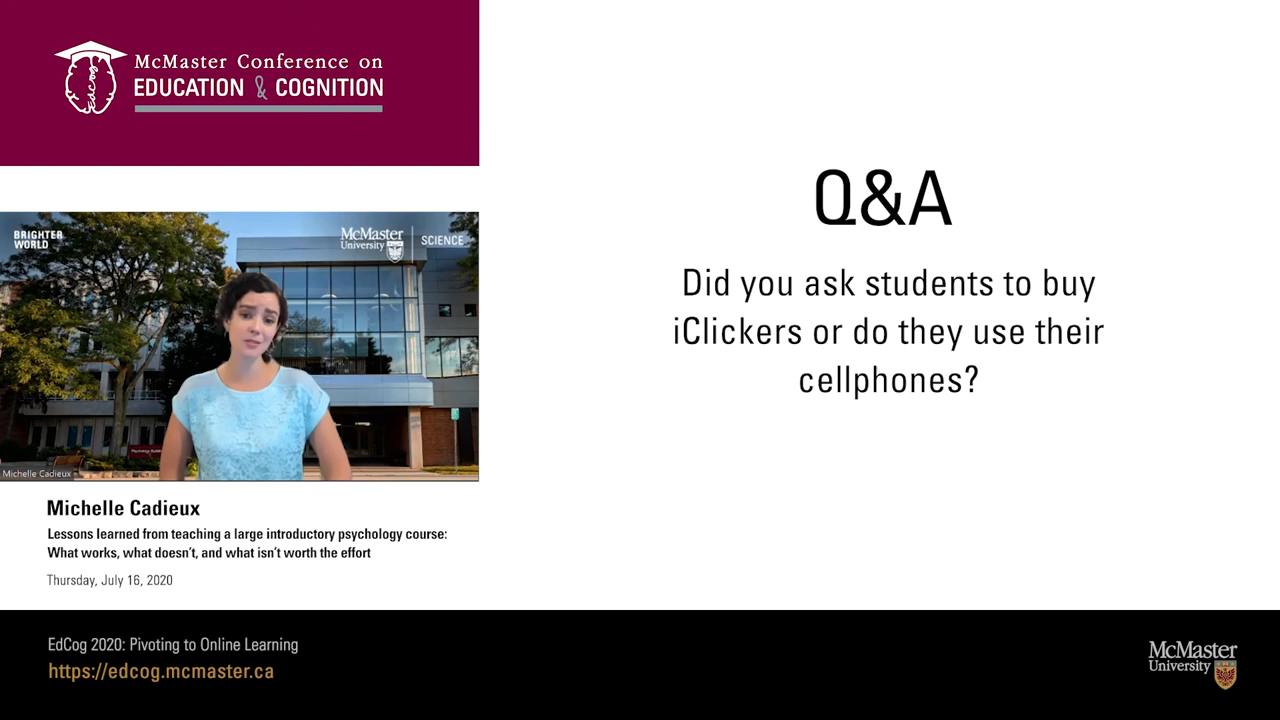 edcog
McMaster Conference on
EDUCATION & COGNITION
BRIGHTER
WORLD
McMaster
University
SCIENCE
Michelle Cadieux
Michelle Cadieux
Lessons learned from teaching a large introductory psychology course:
What works, what doesn't, and what isn't worth the effort
Thursday, July 16, 2020
Q&A
Did you ask students to buy
iClickers or do they use their
cellphones?
EdCog 2020: Pivoting to Online Learning
https://edcog.mcmaster.ca
McMaster
University